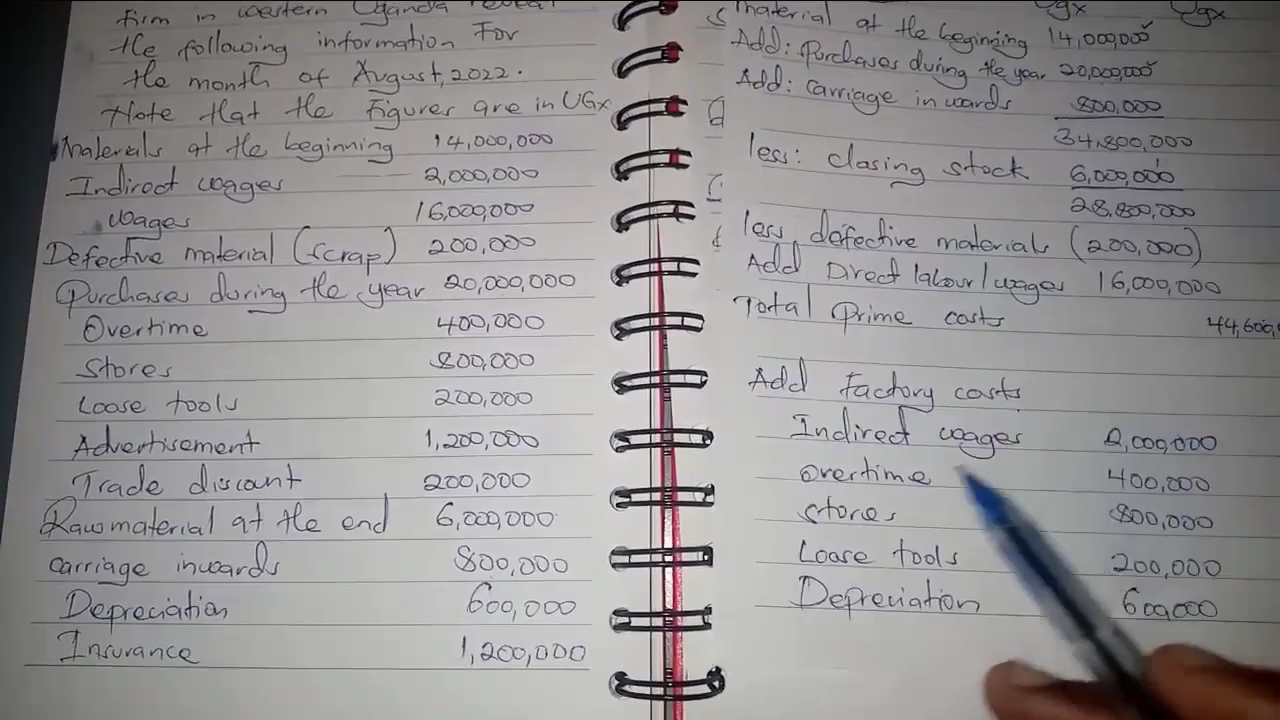 firm in western Uganda reveal
the following information For
the month of August, 2022.
Note that the Figures are in UGx
Materials at the beginning 14,000,000
Indirect wages 2,000,000
Wages 16,000,000
Defective material (scrap) 200,000
Purchases during the year 20,000,000
Overtime 400,000
Stores 800,000
Loose tools 200,000
Advertisement 1,200,000
Trade discount 200,000
Raw material at the end 6,000,000
carriage inwards 800,000
Depreciation 600,000
Insurance 1,200,000
Ugx Ugx
material at the beginning 14,000,000
Add: purchases during the year 20,000,000
Add: carriage inwards 800,000
34,800,000
less: closing stock 6,000,000
28,800,000
less defective materials (200,000)
Add Direct labour/wages 16,000,000
Total prime costs 44,600,
Add factory costs
Indirect wages 2,000,000
overtime 400,000
stores 800,000
Loose tools 200,000
Depreciation 600,000